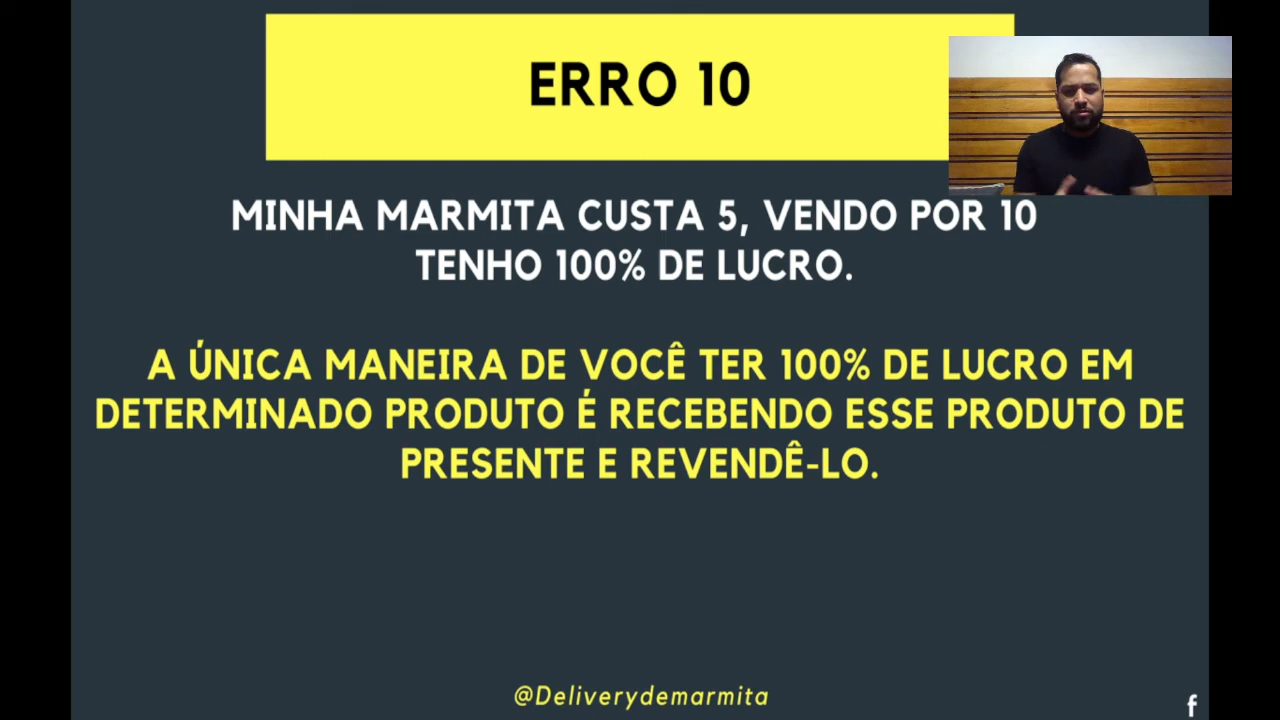 ERRO 10
MINHA MARMITA CUSTA 5, VENDO POR 10
TENHO 100% DE LUCRO.
A ÚNICA MANEIRA DE VOCÊ TER 100% DE LUCRO EM
DETERMINADO PRODUTO É RECEBENDO ESSE PRODUTO DE
PRESENTE E REVENDÊ-LO.
@Deliverydemarmita
f